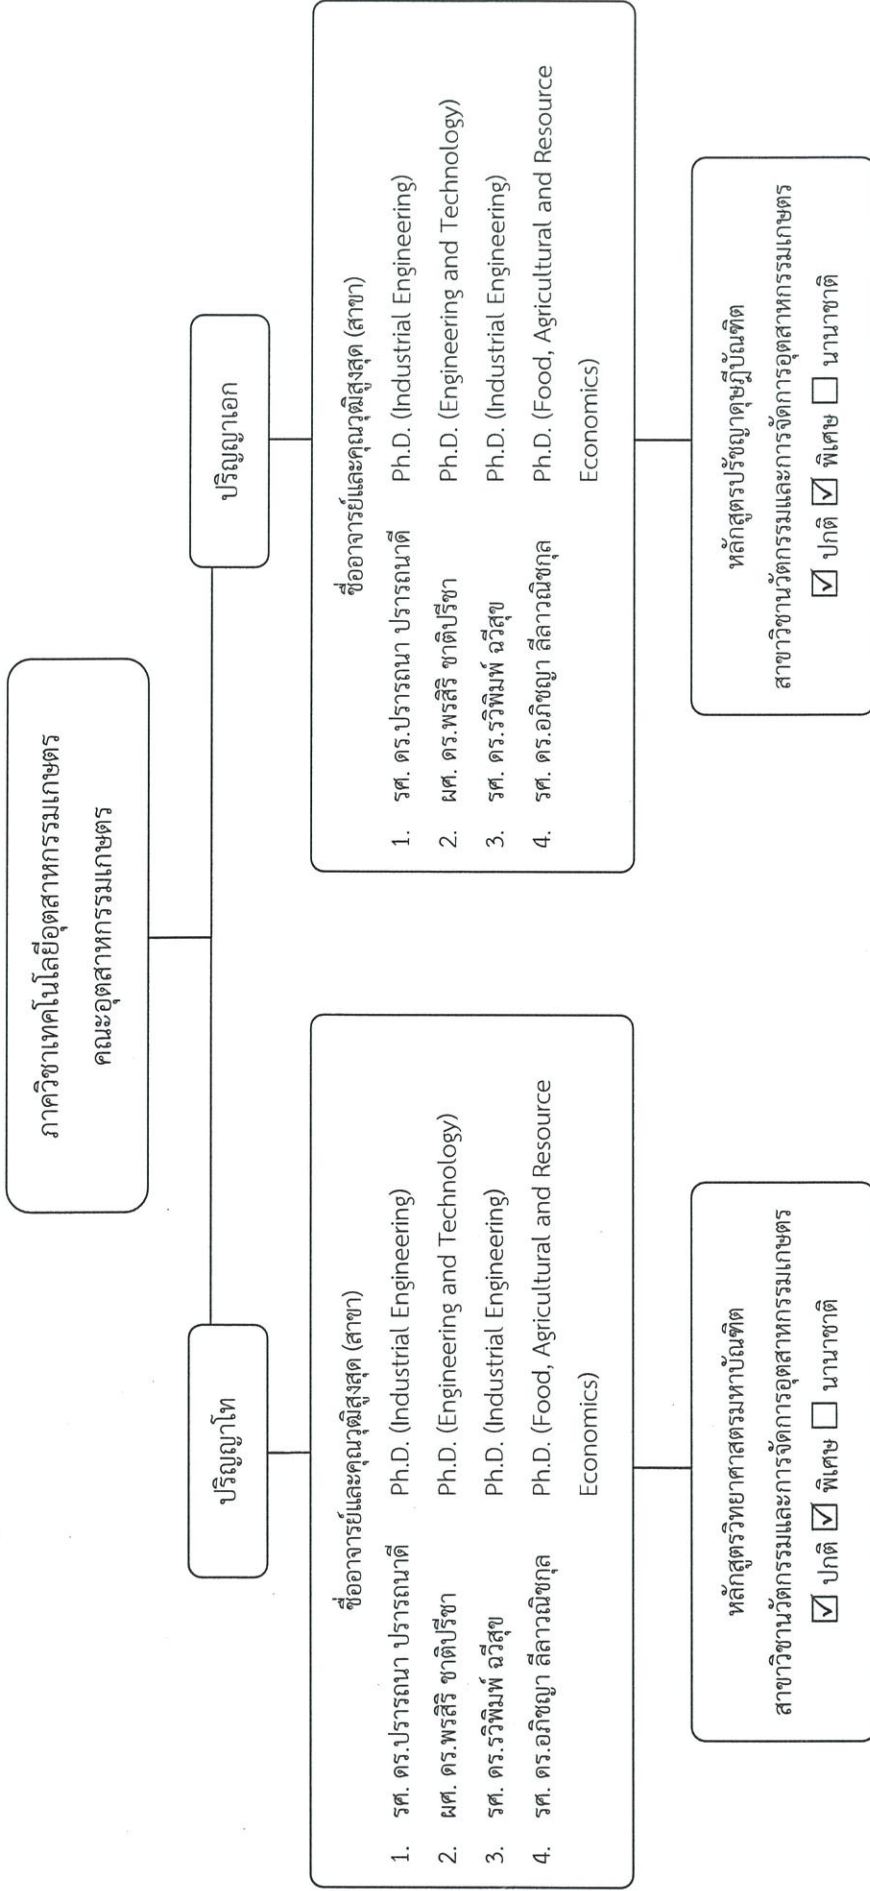 ภาควิชาเทคโนโลยีอุตสาหกรรมเกษตร
คณะอุตสาหกรรมเกษตร
ปริญญาโท
ชื่ออาจารย์และคุณวุฒิสูงสุด (สาขา)
1. รศ. ดร.ปรารถนา ปรารถนาดี Ph.D. (Industrial Engineering)
2. ผศ. ดร.พรสิริ ชาติปรีชา Ph.D. (Engineering and Technology)
3. รศ. ดร.รวิพิมพ์ ฉวีสุข Ph.D. (Industrial Engineering)
4. รศ. ดร.อภิชญา ลีลาวณิชกุล Ph.D. (Food, Agricultural and Resource
Economics)
หลักสูตรวิทยาศาสตรมหาบัณฑิต
สาขาวิชานวัตกรรมและการจัดการอุตสาหกรรมเกษตร
☑ ปกติ ☑ พิเศษ ☐ นานาชาติ
ปริญญาเอก
ชื่ออาจารย์และคุณวุฒิสูงสุด (สาขา)
1. รศ. ดร.ปรารถนา ปรารถนาดี Ph.D. (Industrial Engineering)
2. ผศ. ดร.พรสิริ ชาติปรีชา Ph.D. (Engineering and Technology)
3. รศ. ดร.รวิพิมพ์ ฉวีสุข Ph.D. (Industrial Engineering)
4. รศ. ดร.อภิชญา ลีลาวณิชกุล Ph.D. (Food, Agricultural and Resource
Economics)
หลักสูตรปรัชญาดุษฎีบัณฑิต
สาขาวิชานวัตกรรมและการจัดการอุตสาหกรรมเกษตร
☑ ปกติ ☑ พิเศษ ☐ นานาชาติ